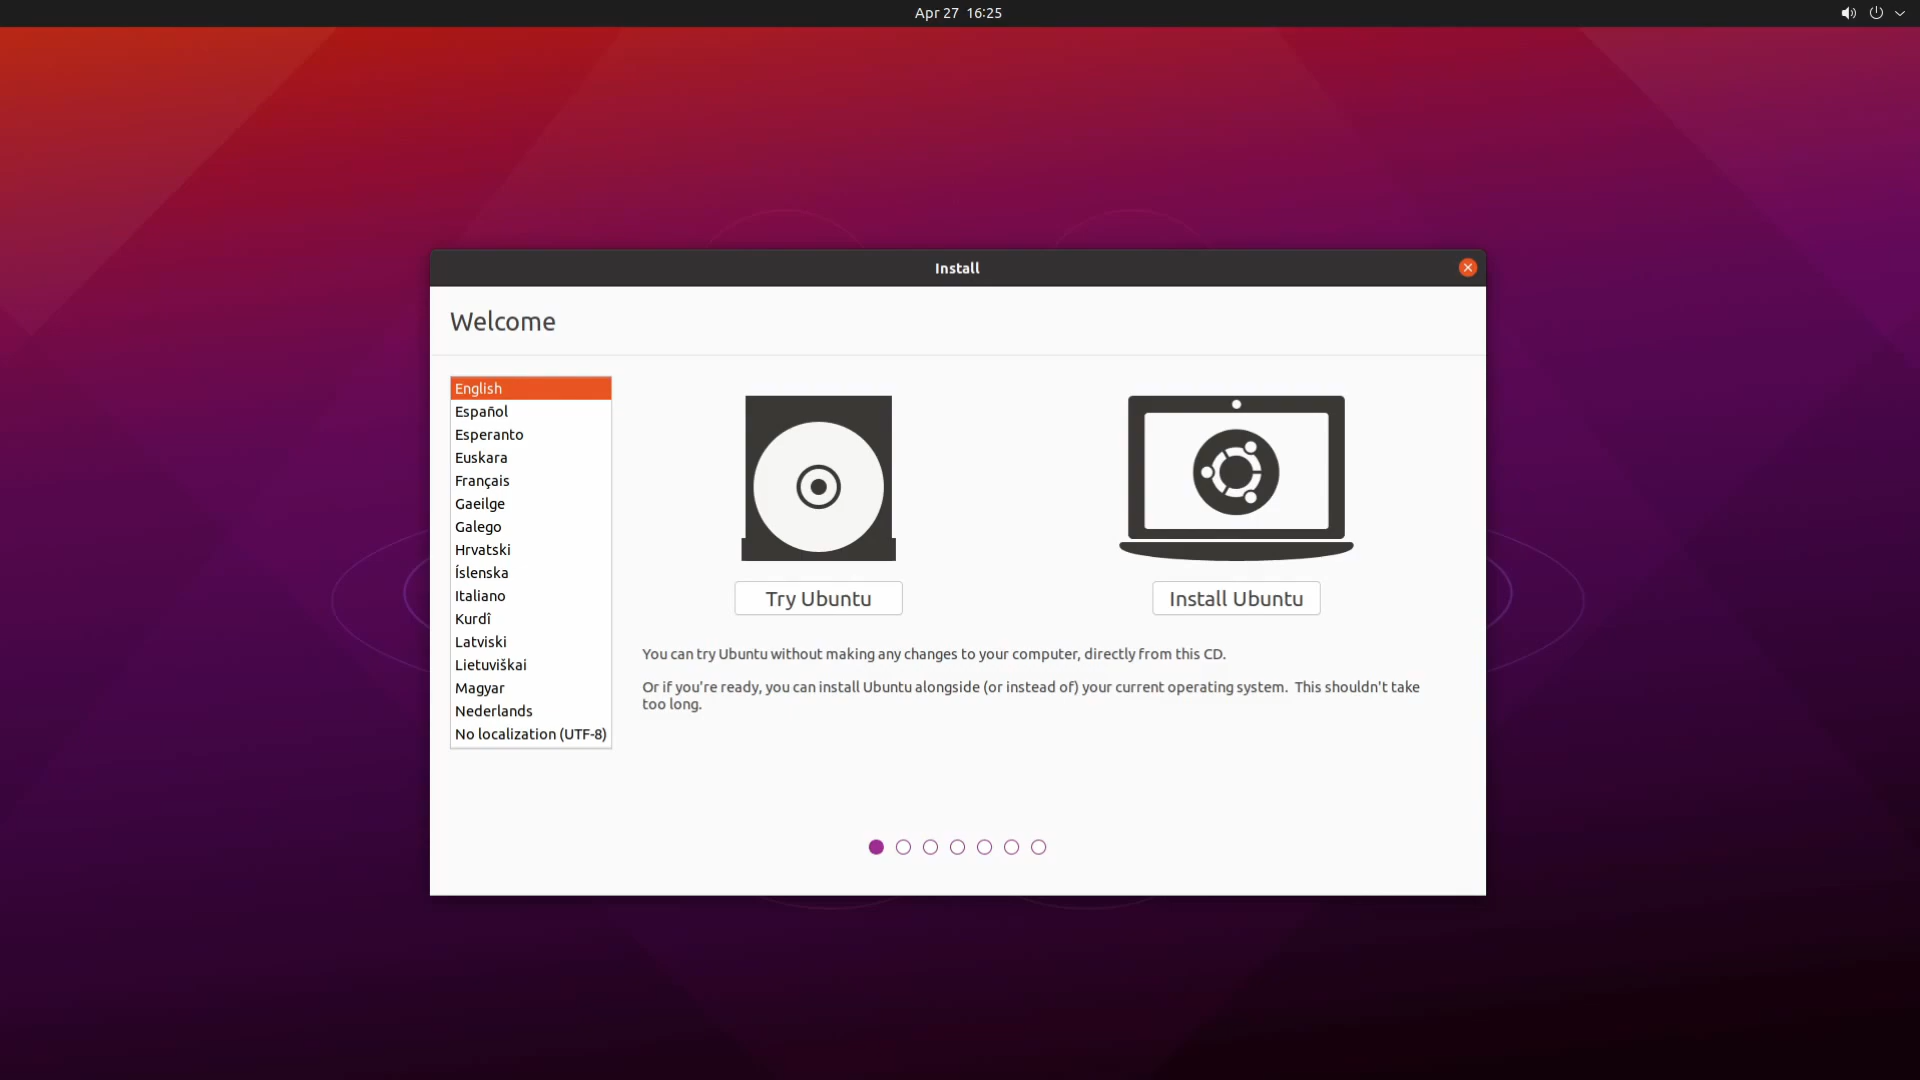 Apr 27  16:25
Install
Welcome
English
Español
Esperanto
Euskara
Français
Gaeilge
Galego
Hrvatski
Íslenska
Italiano
Kurdî
Latviski
Lietuviškai
Magyar
Nederlands
No localization (UTF-8)
Try Ubuntu
Install Ubuntu
You can try Ubuntu without making any changes to your computer, directly from this CD.
Or if you're ready, you can install Ubuntu alongside (or instead of) your current operating system.  This shouldn't take
too long.